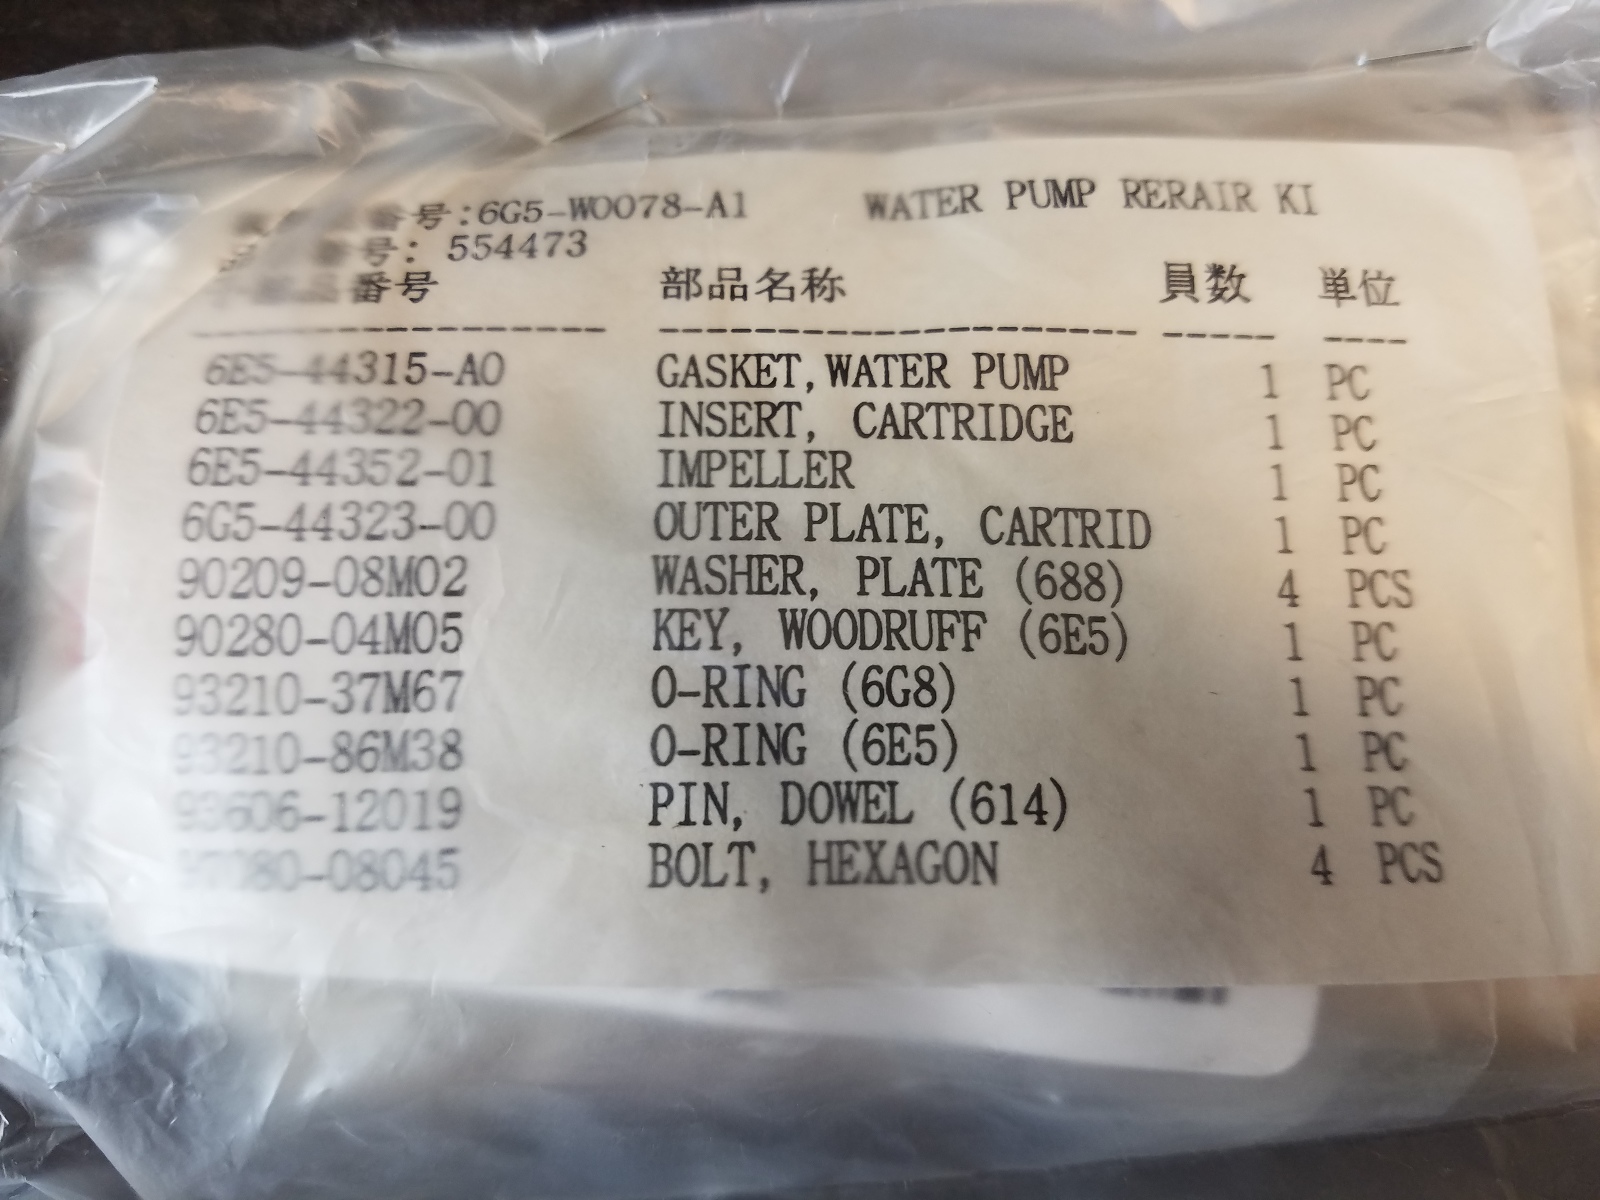 番号:6G5-W0078-A1 WATER PUMP RERAIR KI
号: 554473
番号 部品名称 員数 単位
6E5-44315-A0 GASKET,WATER PUMP 1 PC
6E5-44322-00 INSERT, CARTRIDGE 1 PC
6E5-44352-01 IMPELLER 1 PC
6G5-44323-00 OUTER PLATE, CARTRID 1 PC
90209-08M02 WASHER, PLATE (688) 4 PCS
90280-04M05 KEY, WOODRUFF (6E5) 1 PC
93210-37M67 O-RING (6G8) 1 PC
93210-86M38 O-RING (6E5) 1 PC
93606-12019 PIN, DOWEL (614) 1 PC
BOLT, HEXAGON 4 PCS